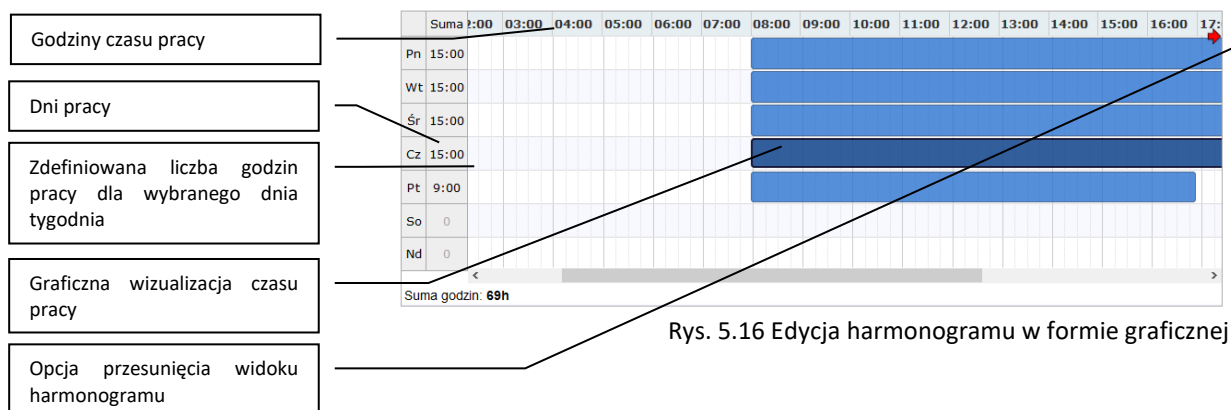 Godziny czasu pracy
Dni pracy
Zdefiniowana liczba godzin
pracy dla wybranego dnia
tygodnia
Graficzna wizualizacja czasu
pracy
Opcja przesunięcia widoku
harmonogramu
Suma 2:00 03:00 04:00 05:00 06:00 07:00 08:00 09:00 10:00 11:00 12:00 13:00 14:00 15:00 16:00 17:
Pn 15:00
Wt 15:00
Śr 15:00
Cz 15:00
Pt 9:00
So 0
Nd 0
Suma godzin: 69h
Rys. 5.16 Edycja harmonogramu w formie graficznej